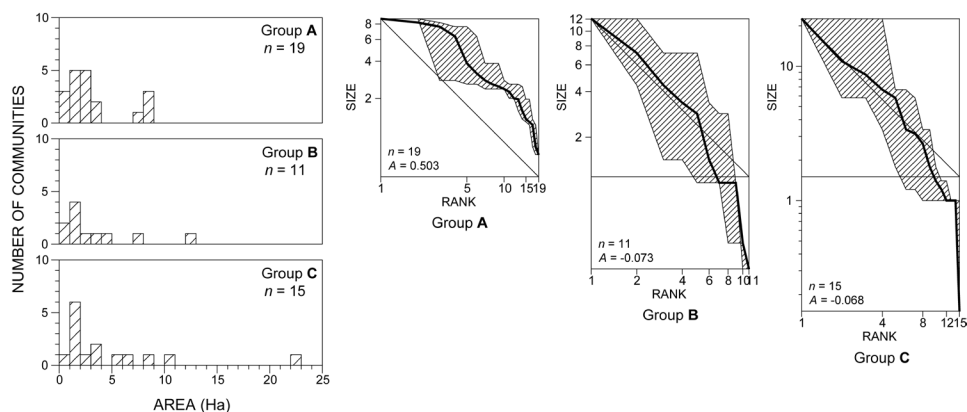 NUMBER OF COMMUNITIES
10
5
0
Group A
n = 19
10
5
0
Group B
n = 11
10
5
0
Group C
n = 15
0 5 10 15 20 25
AREA (Ha)
SIZE
8
6
4
2
n = 19
A = 0.503
1 5 10 15 19
RANK
Group A
SIZE
12
10
8
6
4
2
n = 11
A = -0.073
1 2 4 6 8 10 11
RANK
Group B
SIZE
10
1
n = 15
A = -0.068
1 4 8 12 15
RANK
Group C